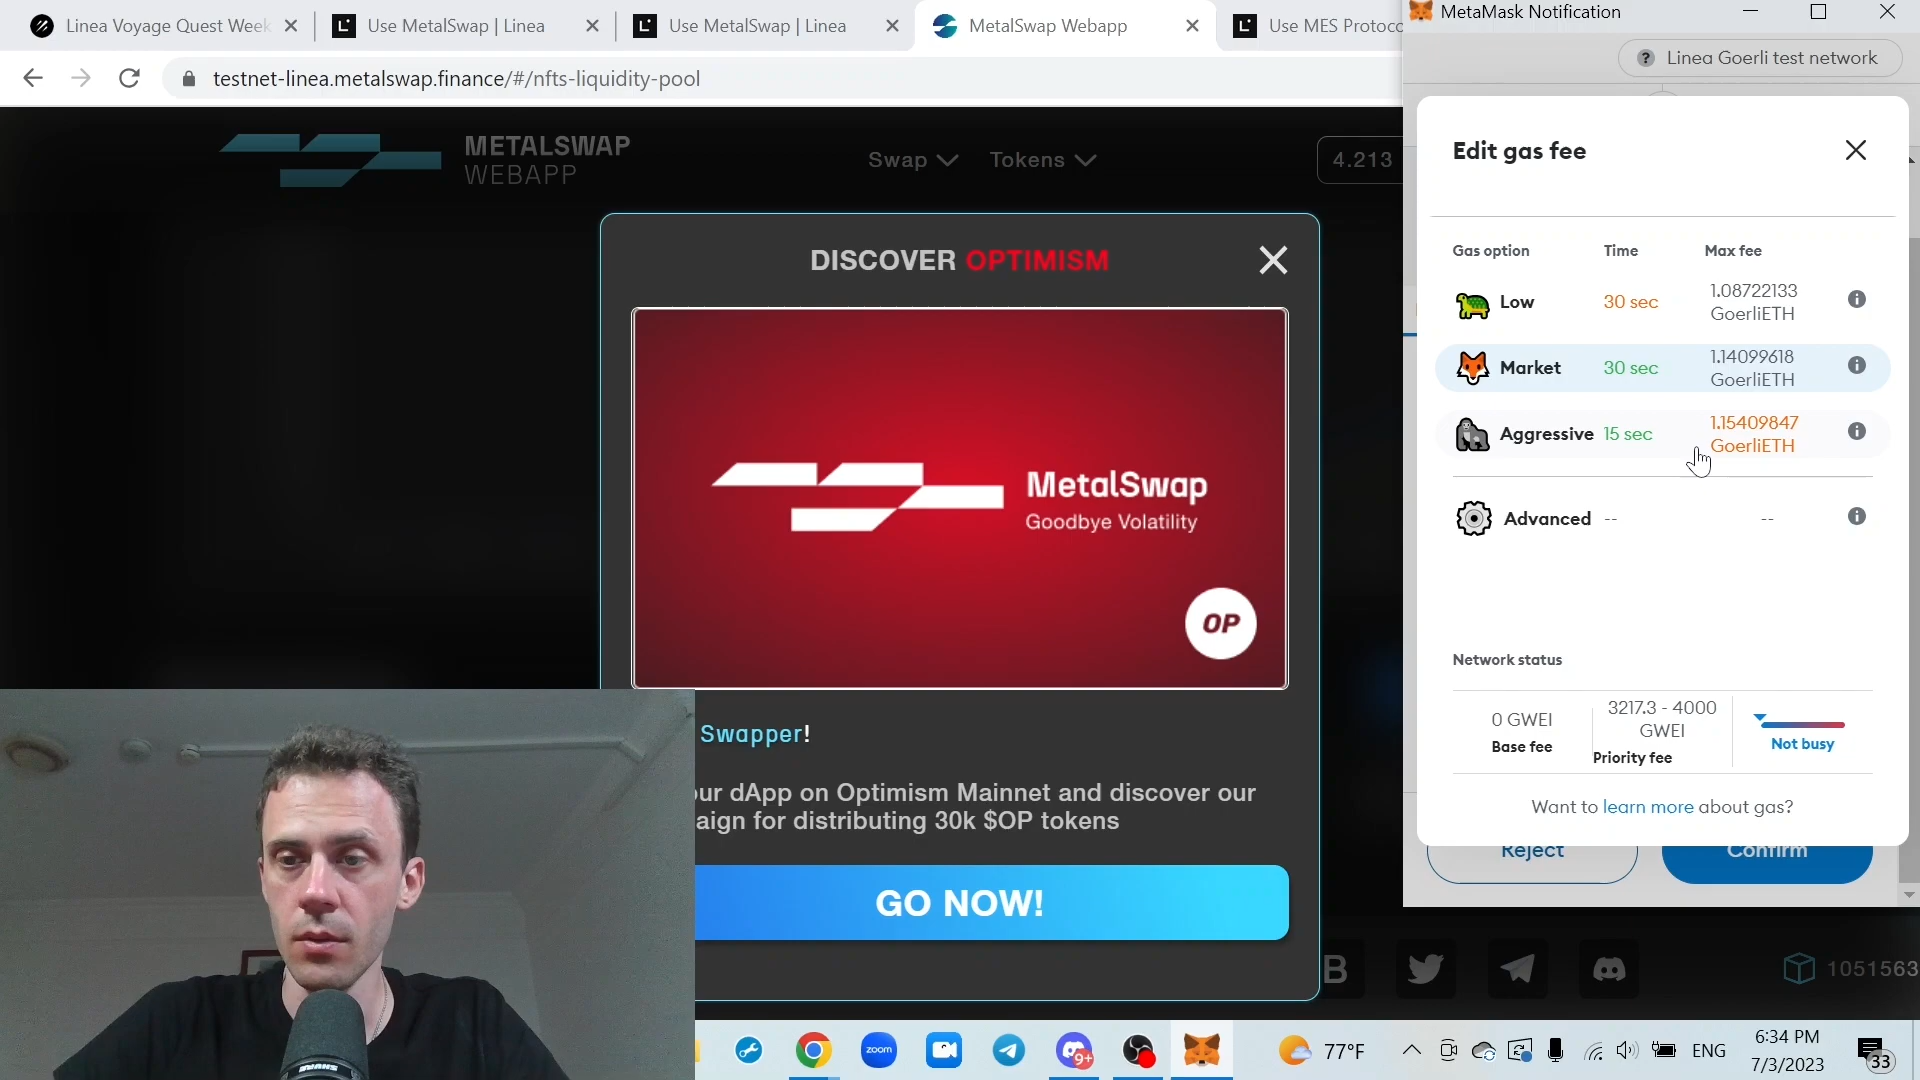 Linea Voyage Quest Week
Use MetalSwap | Linea
Use MetalSwap | Linea
MetalSwap Webapp
Use MES Protoco
testnet-linea.metalswap.finance/#/nfts-liquidity-pool
METALSWAP
WEBAPP
Swap
Tokens
4.213
DISCOVER OPTIMISM
MetalSwap
Goodbye Volatility
OP
Swapper!
our dApp on Optimism Mainnet and discover our
aign for distributing 30k $OP tokens
GO NOW!
B
1051563
MetaMask Notification
Linea Goerli test network
Edit gas fee
Gas option Time Max fee
Low 30 sec 1.08722133 GoerliETH
Market 30 sec 1.14099618 GoerliETH
Aggressive 15 sec 1.15409847 GoerliETH
Advanced -- --
Network status
0 GWEI
Base fee
3217.3 - 4000
GWEI
Priority fee
Not busy
Want to learn more about gas?
Reject
Confirm
SHURE
zoom
9+
77°F
ENG
6:34 PM
7/3/2023
33